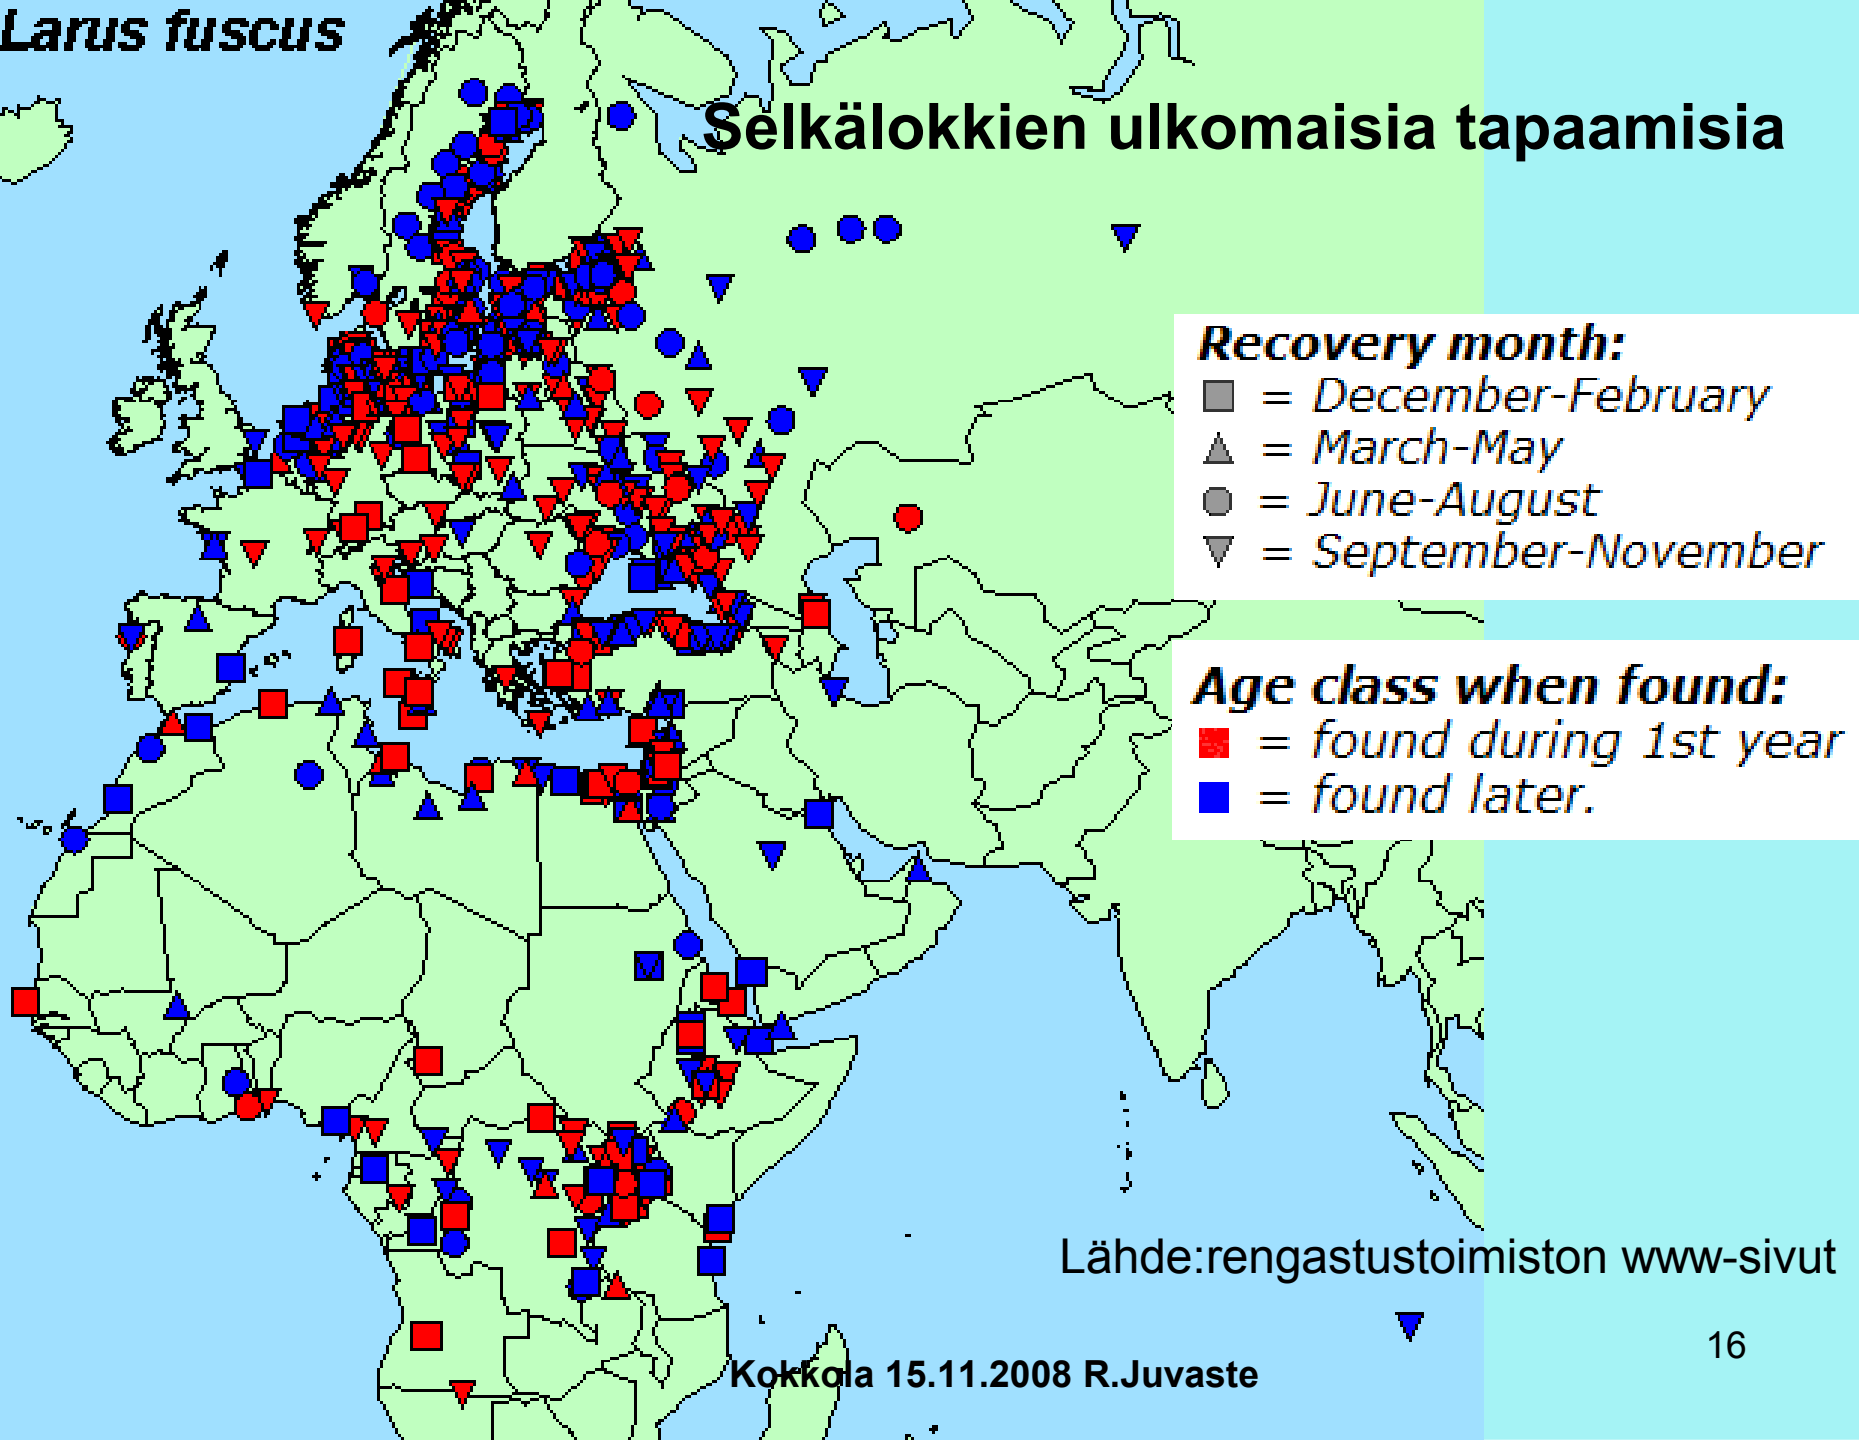 Larus fuscus
Selkälokkien ulkomaisia tapaamisia
Recovery month:
= December-February
= March-May
= June-August
= September-November
Age class when found:
= found during 1st year
= found later.
Lähde:rengastustoimiston www-sivut
16
Kokkola 15.11.2008 R.Juvaste